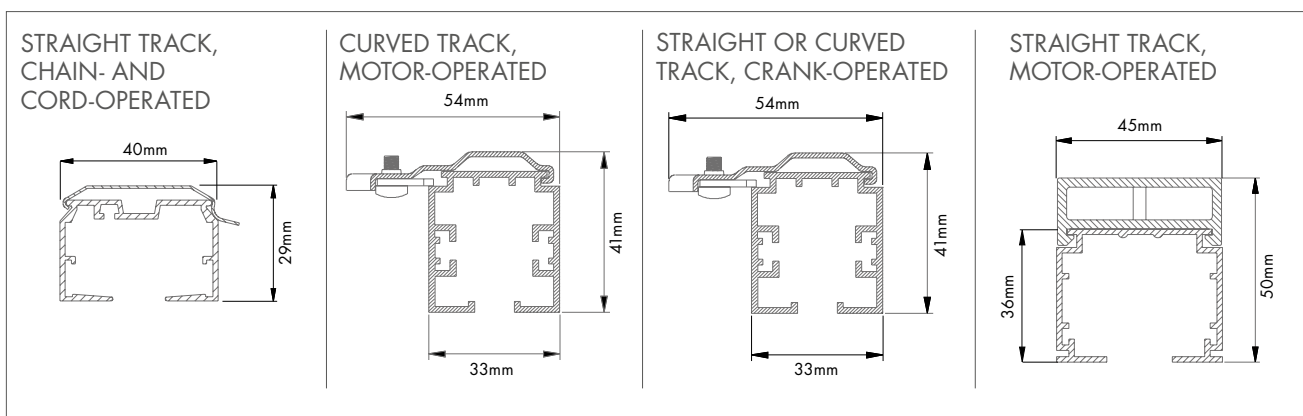 STRAIGHT TRACK,
CHAIN- AND
CORD-OPERATED
40mm
29mm
CURVED TRACK,
MOTOR-OPERATED
54mm
41mm
33mm
STRAIGHT OR CURVED
TRACK, CRANK-OPERATED
54mm
41mm
33mm
STRAIGHT TRACK,
MOTOR-OPERATED
45mm
36mm
50mm